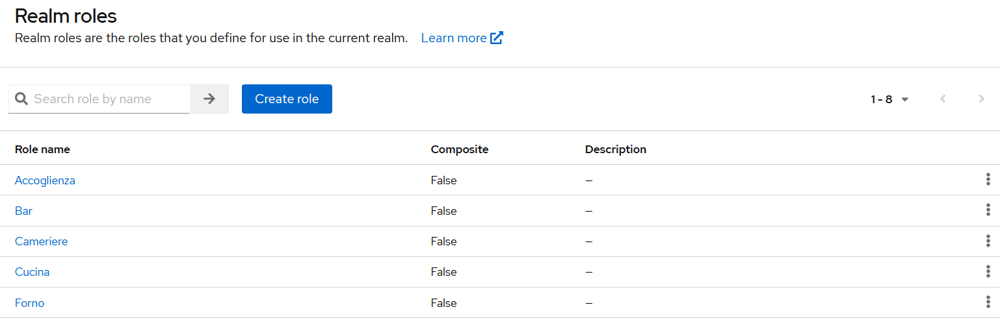 Realm roles
Realm roles are the roles that you define for use in the current realm. Learn more
Search role by name Create role 1 - 8
Role name Composite Description
Accoglienza False –
Bar False –
Cameriere False –
Cucina False –
Forno False –